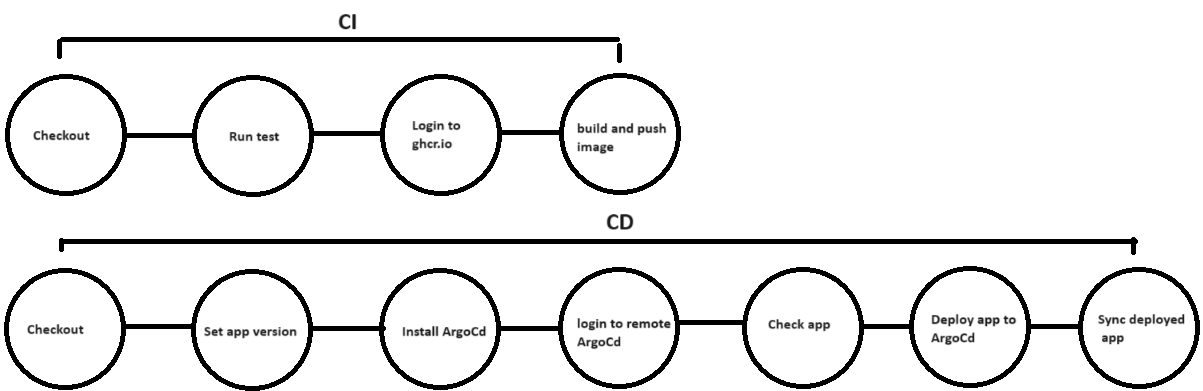 CI
Checkout
Run test
Login to
ghcr.io
build and push
image
CD
Checkout
Set app version
Install ArgoCd
login to remote
ArgoCd
Check app
Deploy app to
ArgoCd
Sync deployed
app